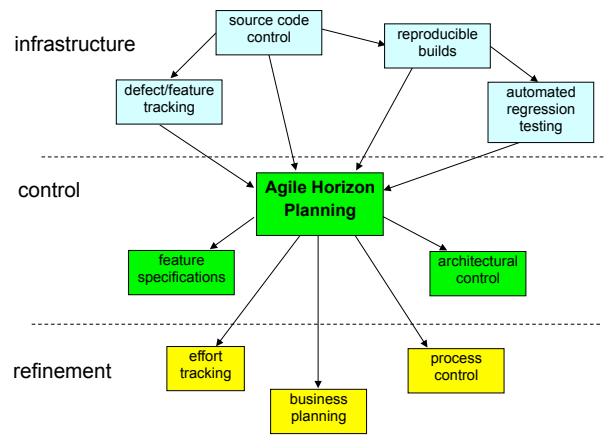 infrastructure
source code
control
reproducible
builds
defect/feature
tracking
automated
regression
testing
control
Agile Horizon
Planning
feature
specifications
architectural
control
refinement
effort
tracking
process
control
business
planning